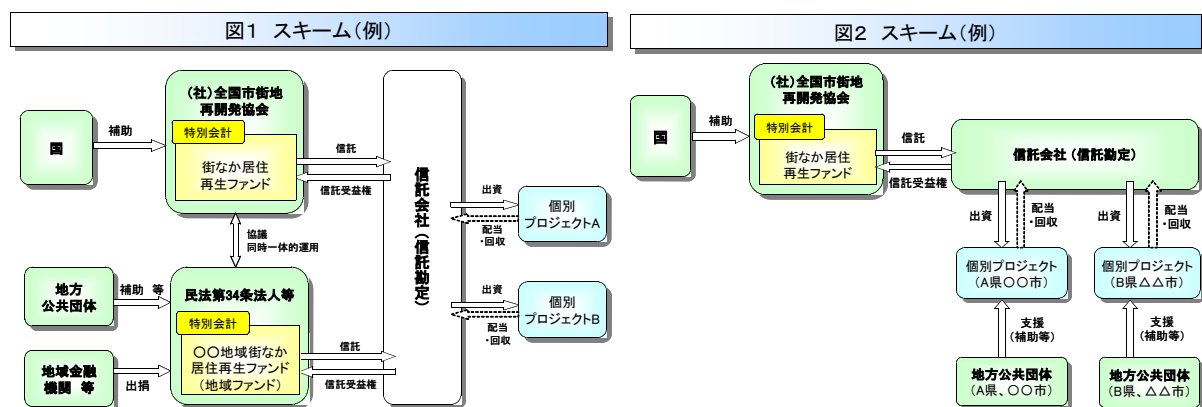 図1 スキーム(例)
(社)全国市街地
再開発協会
国
補助
特別会計
街なか居住
再生ファンド
信託
信託受益権
協議
同時一体的運用
地方
公共団体
補助 等
民法第34条法人等
特別会計
〇〇地域街なか
居住再生ファンド
(地域ファンド)
地域金融
機関 等
出捐
信託
信託受益権
信託会社(信託勘定)
出資
配当
・回収
個別
プロジェクトA
出資
配当
・回収
個別
プロジェクトB
図2 スキーム(例)
(社)全国市街地
再開発協会
国
補助
特別会計
街なか居住
再生ファンド
信託
信託受益権
信託会社(信託勘定)
出資
配当
・回収
出資
配当
・回収
個別プロジェクト
(A県〇〇市)
個別プロジェクト
(B県△△市)
支援
(補助等)
支援
(補助等)
地方公共団体
(A県、〇〇市)
地方公共団体
(B県、△△市)